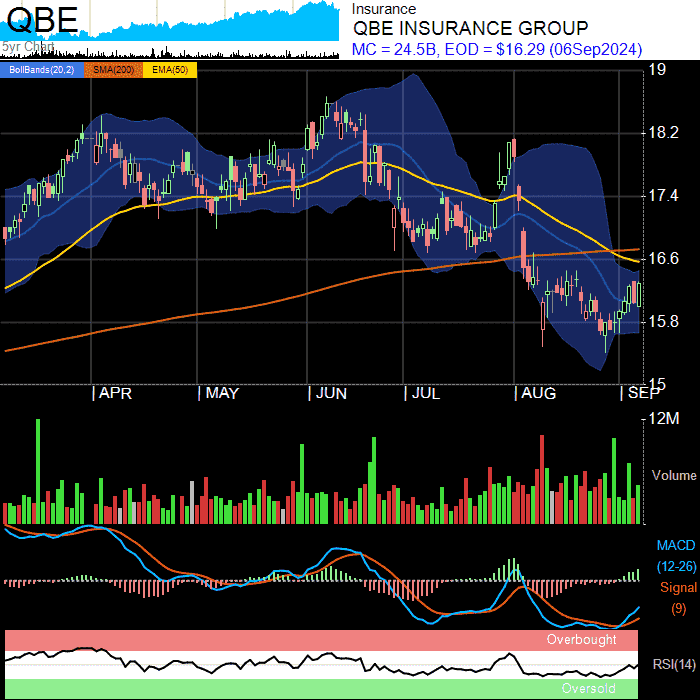 QBE
5yr Chart
Insurance
QBE INSURANCE GROUP
MC = 24.5B, EOD = $16.29 (06Sep2024)
BollBands(20,2) SMA(200) EMA(50)
19
18.2
17.4
16.6
15.8
15
APR MAY JUN JUL AUG SEP
12M
Volume
MACD
(12-26)
Signal
(9)
Overbought
RSI(14)
Oversold